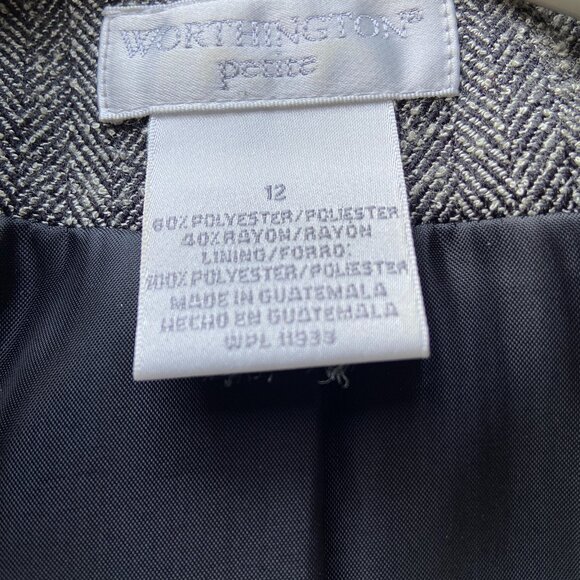 WORTHINGTON®
petite
12
60% POLYESTER/POLIESTER
40% RAYON/RAYON
LINING/FORRO:
100% POLYESTER/POLIESTER
MADE IN GUATEMALA
HECHO EN GUATEMALA
WPL 11939